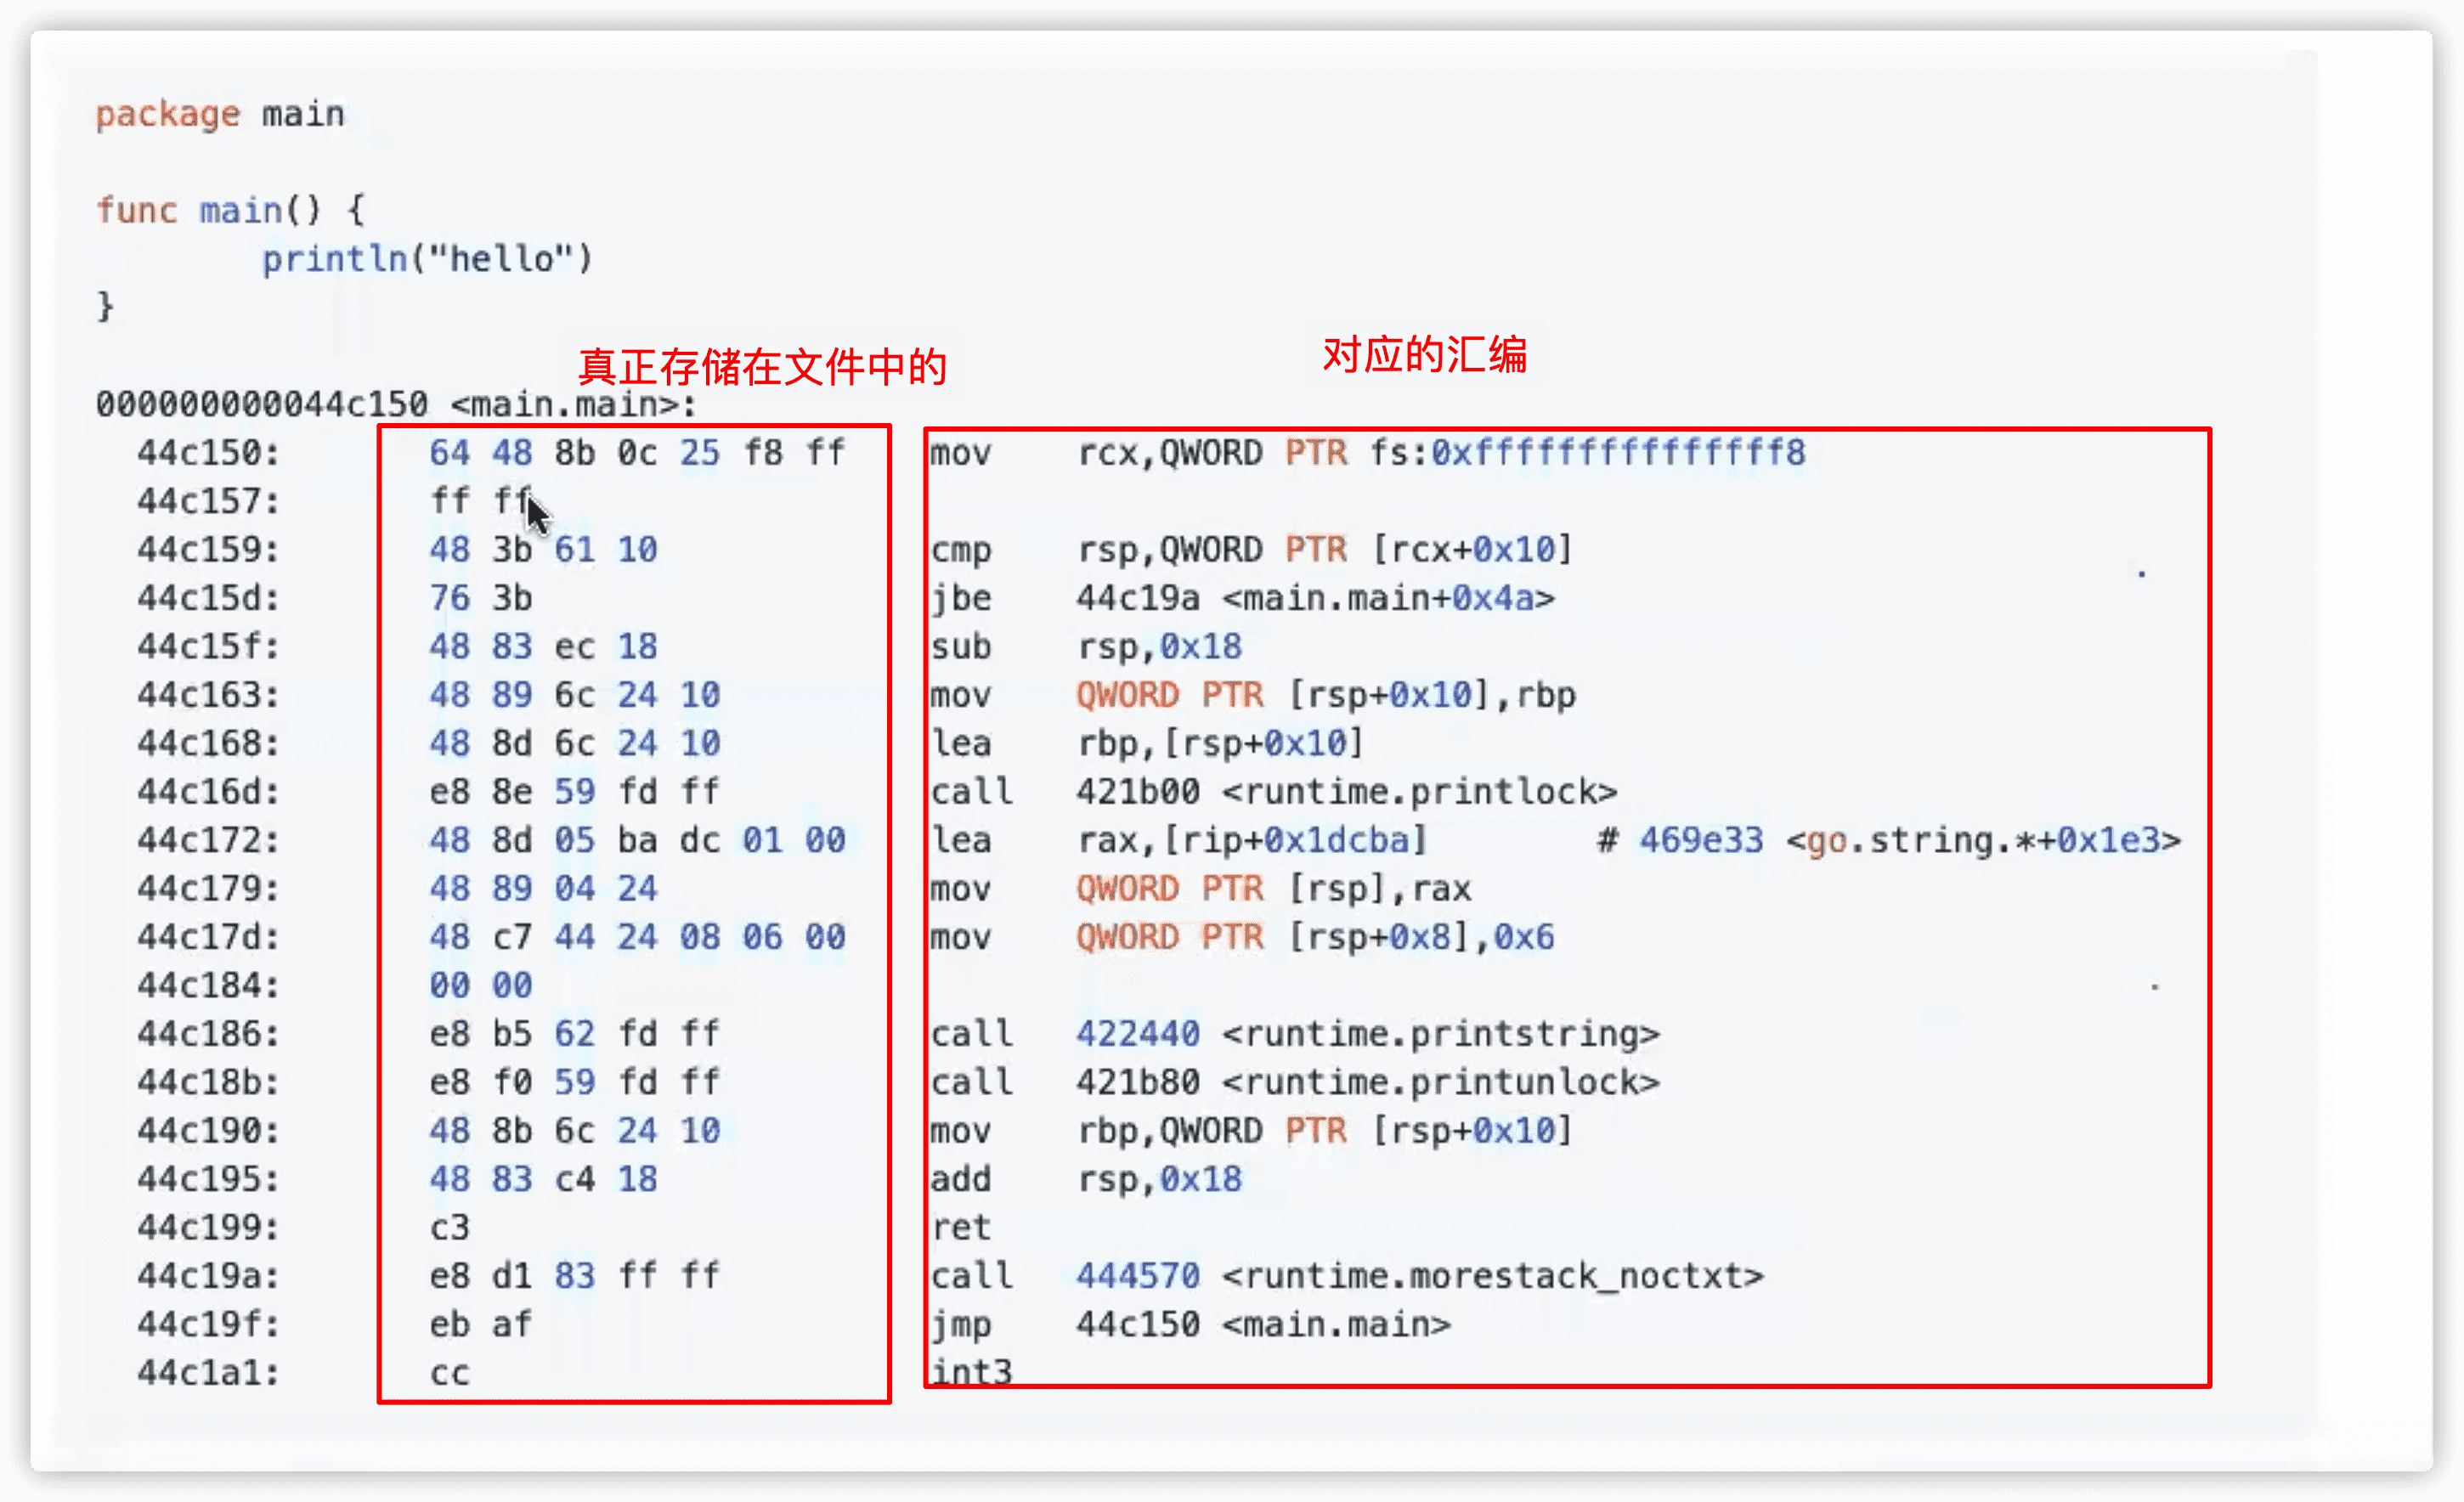 package main
func main() {
println("hello")
}
真正存储在文件中的
对应的汇编
000000000044c150 <main.main>:
44c150: 64 48 8b 0c 25 f8 ff mov rcx,QWORD PTR fs:0xfffffffffffffff8
44c157: ff ff
44c159: 48 3b 61 10 cmp rsp,QWORD PTR [rcx+0x10]
44c15d: 76 3b jbe 44c19a <main.main+0x4a>
44c15f: 48 83 ec 18 sub rsp,0x18
44c163: 48 89 6c 24 10 mov QWORD PTR [rsp+0x10],rbp
44c168: 48 8d 6c 24 10 lea rbp,[rsp+0x10]
44c16d: e8 8e 59 fd ff call 421b00 <runtime.printlock>
44c172: 48 8d 05 ba dc 01 00 lea rax,[rip+0x1dcba] # 469e33 <go.string.*+0x1e3>
44c179: 48 89 04 24 mov QWORD PTR [rsp],rax
44c17d: 48 c7 44 24 08 06 00 mov QWORD PTR [rsp+0x8],0x6
44c184: 00 00
44c186: e8 b5 62 fd ff call 422440 <runtime.printstring>
44c18b: e8 f0 59 fd ff call 421b80 <runtime.printunlock>
44c190: 48 8b 6c 24 10 mov rbp,QWORD PTR [rsp+0x10]
44c195: 48 83 c4 18 add rsp,0x18
44c199: c3 ret
44c19a: e8 d1 83 ff ff call 444570 <runtime.morestack_noctxt>
44c19f: eb af jmp 44c150 <main.main>
44c1a1: cc int3